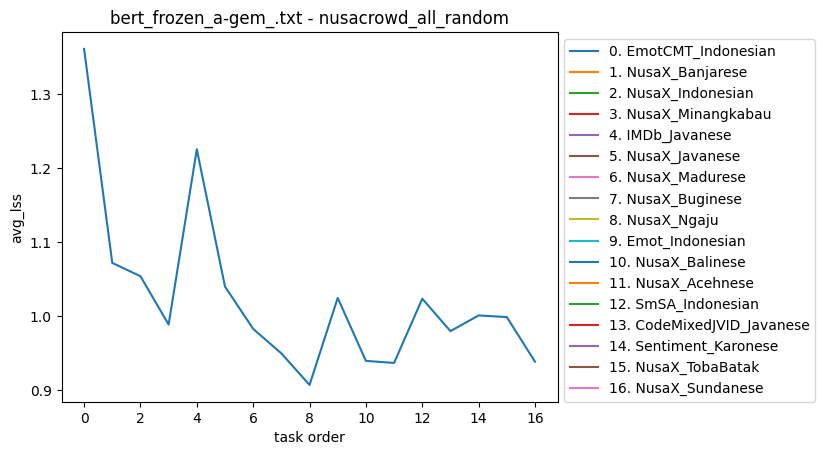 bert_frozen_a-gem_.txt - nusacrowd_all_random
avg_lss
1.3
1.2
1.1
1.0
0.9
0 2 4 6 8 10 12 14 16
task order
0. EmotCMT_Indonesian
1. NusaX_Banjarese
2. NusaX_Indonesian
3. NusaX_Minangkabau
4. IMDb_Javanese
5. NusaX_Javanese
6. NusaX_Madurese
7. NusaX_Buginese
8. NusaX_Ngaju
9. Emot_Indonesian
10. NusaX_Balinese
11. NusaX_Acehnese
12. SmSA_Indonesian
13. CodeMixedJVID_Javanese
14. Sentiment_Karonese
15. NusaX_TobaBatak
16. NusaX_Sundanese